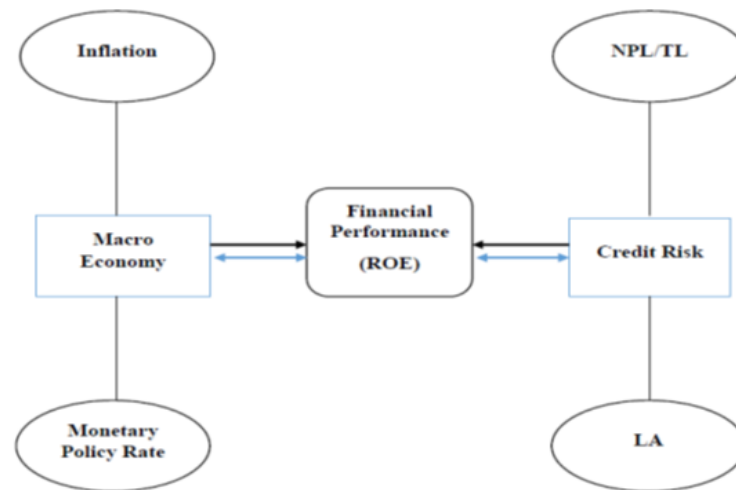 Inflation
NPL/TL
Macro
Economy
Financial
Performance
(ROE)
Credit Risk
Monetary
Policy Rate
LA